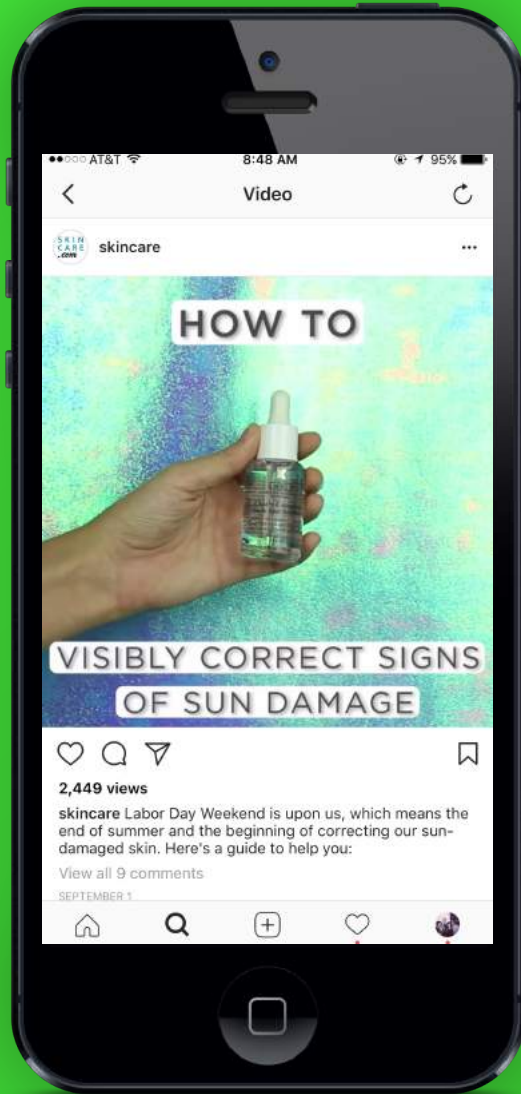 AT&T 8:48 AM 95%
Video
SKIN
CARE
.com
skincare
HOW TO
VISIBLY CORRECT SIGNS
OF SUN DAMAGE
2,449 views
skincare Labor Day Weekend is upon us, which means the
end of summer and the beginning of correcting our sun-
damaged skin. Here's a guide to help you:
View all 9 comments
SEPTEMBER 1